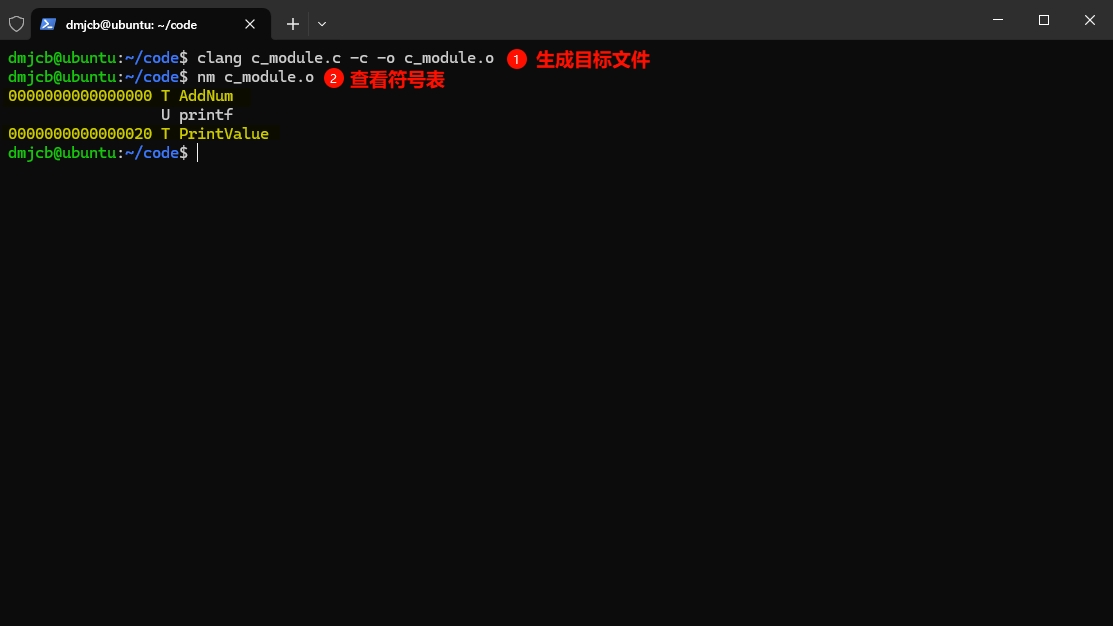 dmjcb@ubuntu: ~/code
dmjcb@ubuntu:~/code$ clang c_module.c -c -o c_module.o 1 生成目标文件
dmjcb@ubuntu:~/code$ nm c_module.o 2 查看符号表
0000000000000000 T AddNum
U printf
0000000000000020 T PrintValue
dmjcb@ubuntu:~/code$